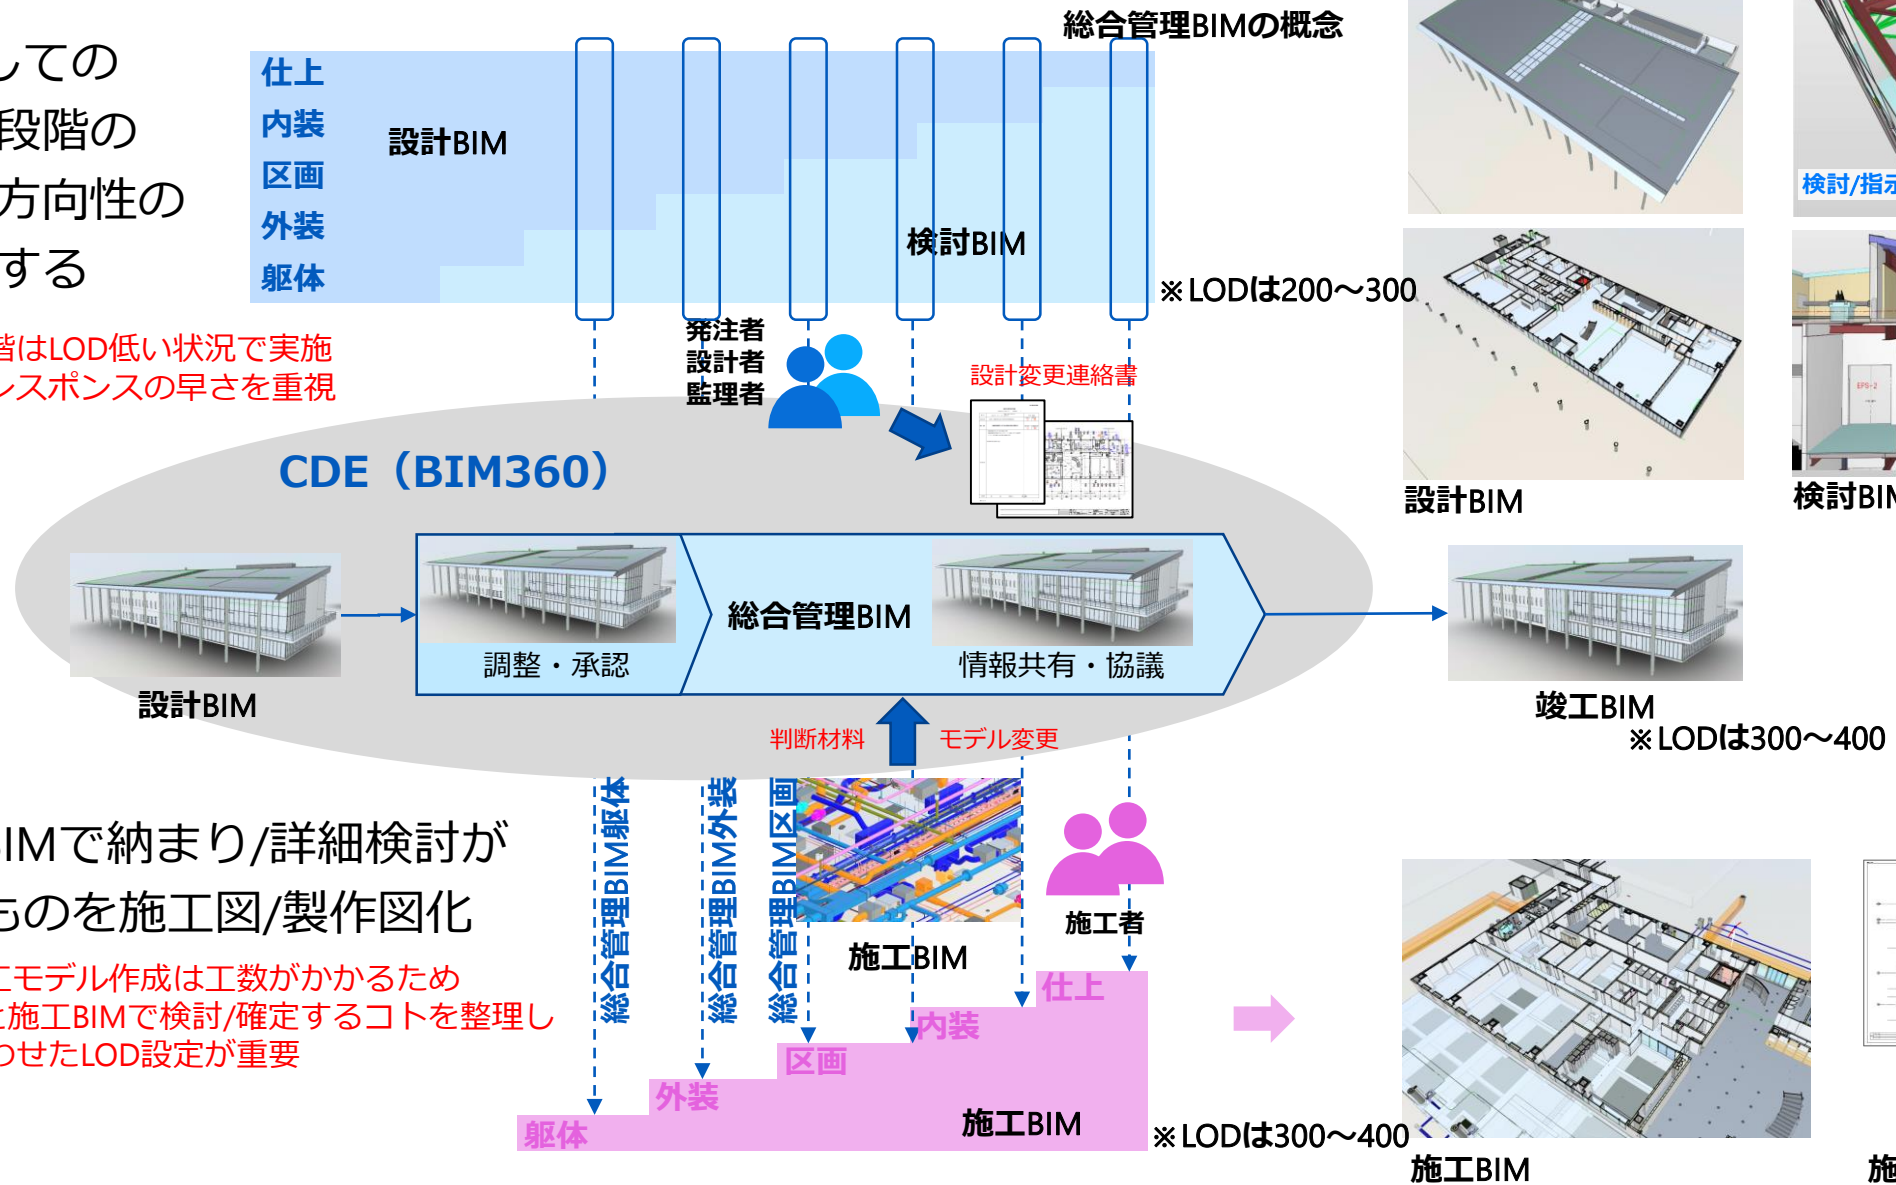 総合管理BIMの概念
しての
段階の
方向性の
する
階はLOD低い状況で実施
レスポンスの早さを重視
仕上
内装
区画
外装
躯体
設計BIM
検討BIM
※LODは200～300
発注者
設計者
監理者
設計変更連絡書
CDE（BIM360）
設計BIM
調整・承認
総合管理BIM
情報共有・協議
竣工BIM
※LODは300～400
判断材料
モデル変更
検討/指示
EPS-2
設計BIM
検討BIM
BIMで納まり/詳細検討が
ものを施工図/製作図化
工モデル作成は工数がかかるため
と施工BIMで検討/確定するコトを整理し
わせたLOD設定が重要
総合管理BIM躯体
総合管理BIM外装
総合管理BIM区画
施工BIM
施工者
仕上
内装
区画
外装
躯体
施工BIM
※LODは300～400
施工BIM
施